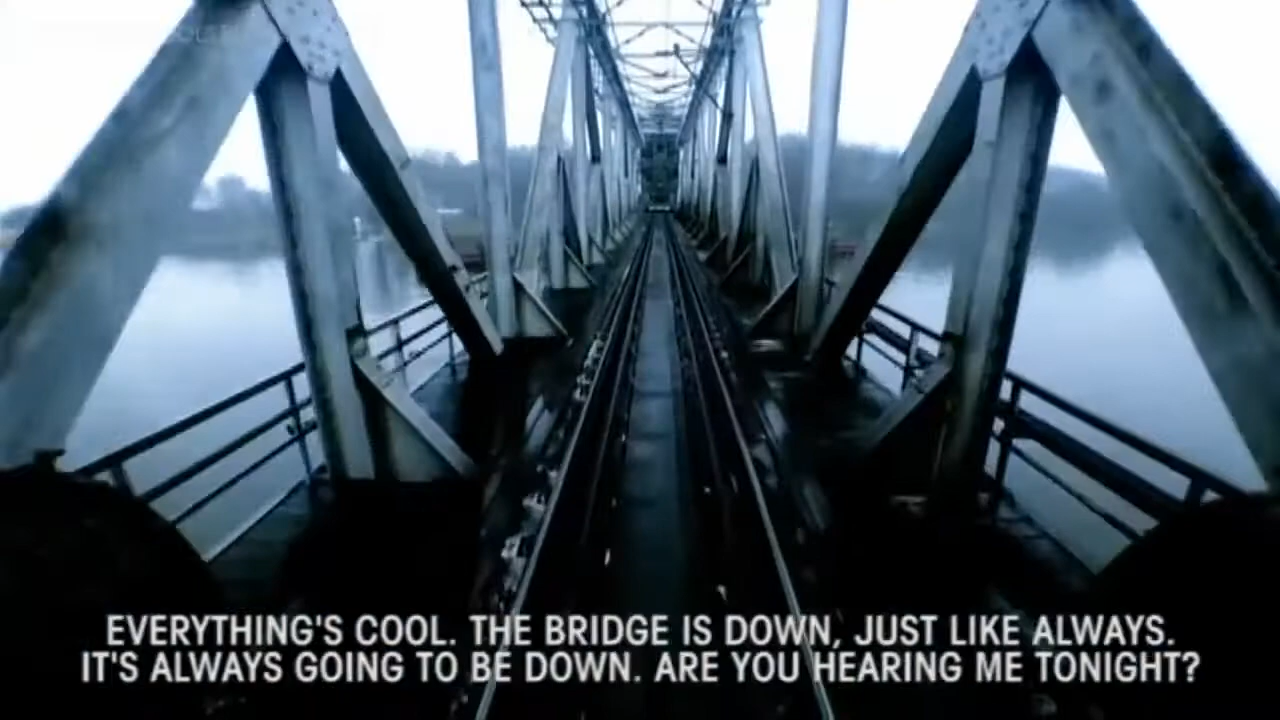 EVERYTHING'S COOL. THE BRIDGE IS DOWN, JUST LIKE ALWAYS.
IT'S ALWAYS GOING TO BE DOWN. ARE YOU HEARING ME TONIGHT?